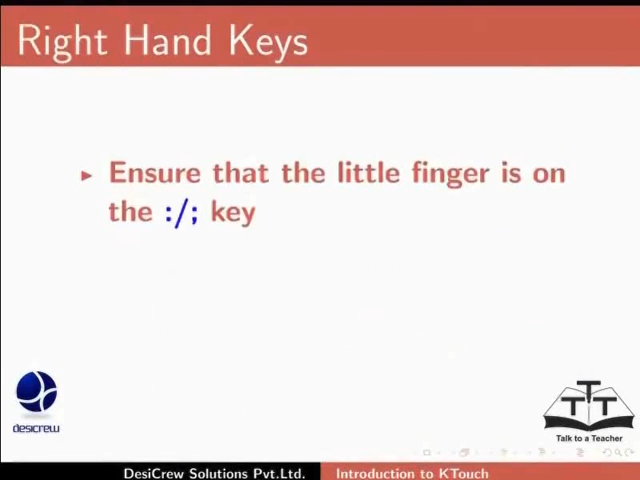 Right Hand Keys
Ensure that the little finger is on
the :/; key
desicrew
TTT
Talk to a Teacher
DesiCrew Solutions Pvt.Ltd. Introduction to KTouch